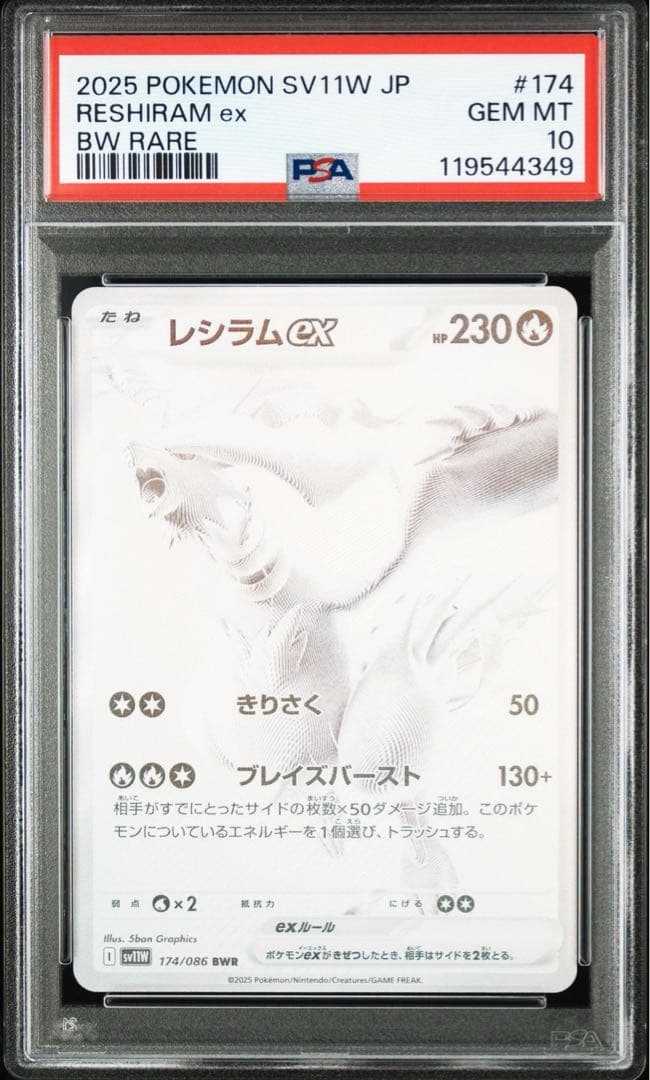 2025 POKEMON SV11W JP #174
RESHIRAM ex GEM MT
BW RARE 10
PSA 119544349
たね レシラムex HP230
きりさく 50
ブレイズバースト 130+
相手がすでにとったサイドの枚数×50ダメージ追加。このポケ
モンについているエネルギーを1個選び、トラッシュする。
弱点 ×2 抵抗力 にげる
exルール
ポケモンexがきぜつしたとき、相手はサイドを2枚とる。
Illus. 5ban Graphics
I sv11W 174/086 BWR
©2025 Pokémon/Nintendo/Creatures/GAME FREAK.
PSA